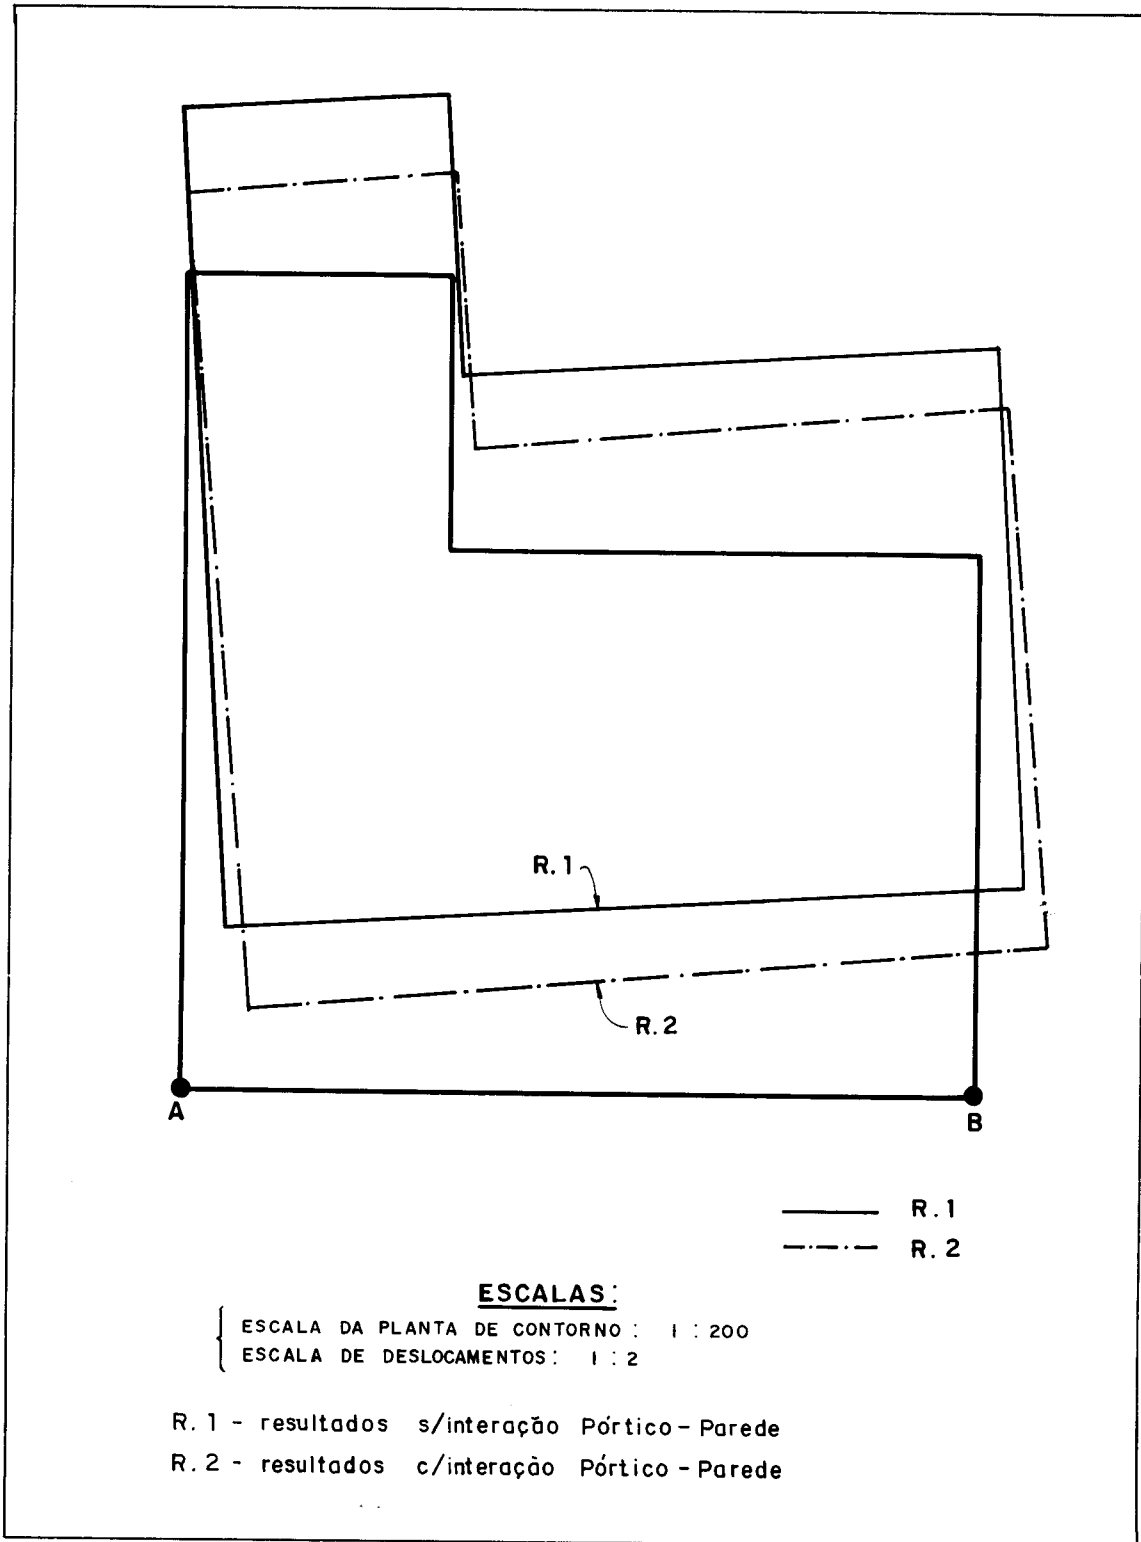 R.1
R.2
A
B
R.1
R.2
ESCALAS:
ESCALA DA PLANTA DE CONTORNO: 1:200
ESCALA DE DESLOCAMENTOS: 1:2
R.1 - resultados s/interação Pórtico - Parede
R.2 - resultados c/interação Pórtico - Parede